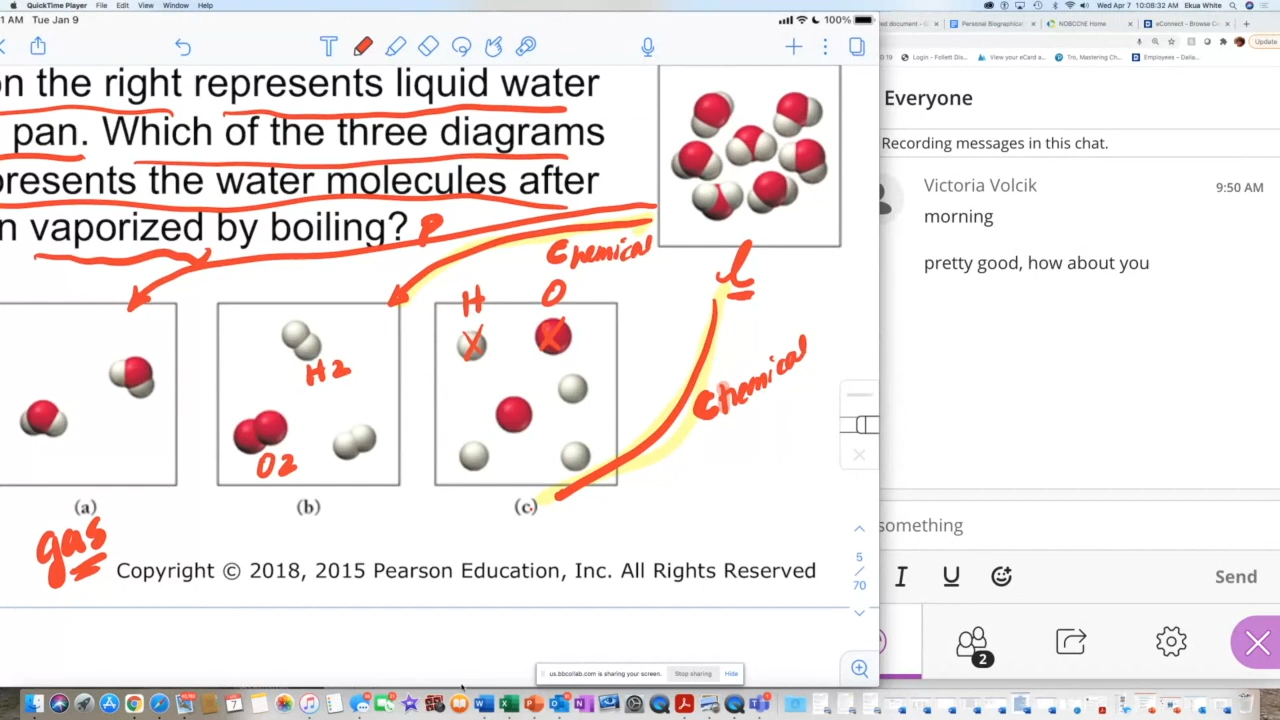 QuickTime Player File Edit View Window Help
Wed Apr 7 10:08:32 AM Ekua White
1 AM Tue Jan 9
100%
Personal Biographical
NOBCChE Home
eConnect - Browse C
Update
Login - Follett Dis...
View your eCard a...
Employees - Delta...
on the right represents liquid water
pan. Which of the three diagrams
presents the water molecules after
n vaporized by boiling? P
Chemical
l
H
O
H2
O2
Chemical
(a)
(b)
(c)
gas
Copyright © 2018, 2015 Pearson Education, Inc. All Rights Reserved
5
/
70
Everyone
Recording messages in this chat.
Victoria Volcik 9:50 AM
morning
pretty good, how about you
something
I U Send
2
us.bbcollab.com is sharing your screen. Stop sharing Hide